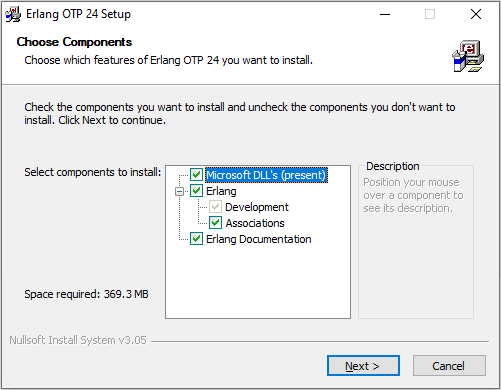 Erlang OTP 24 Setup
Choose Components
Choose which features of Erlang OTP 24 you want to install.
Check the components you want to install and uncheck the components you don't want to
install. Click Next to continue.
Select components to install:
Microsoft DLL's (present)
Erlang
Development
Associations
Erlang Documentation
Description
Position your mouse
over a component to
see its description.
Space required: 369.3 MB
Nullsoft Install System v3.05
Next >
Cancel